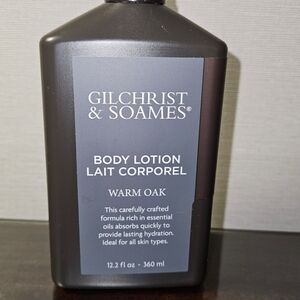 GILCHRIST
& SOAMES®
BODY LOTION
LAIT CORPOREL
WARM OAK
This carefully crafted
formula rich in essential
oils absorbs quickly to
provide lasting hydration.
Ideal for all skin types.
12.2 fl oz - 360 ml